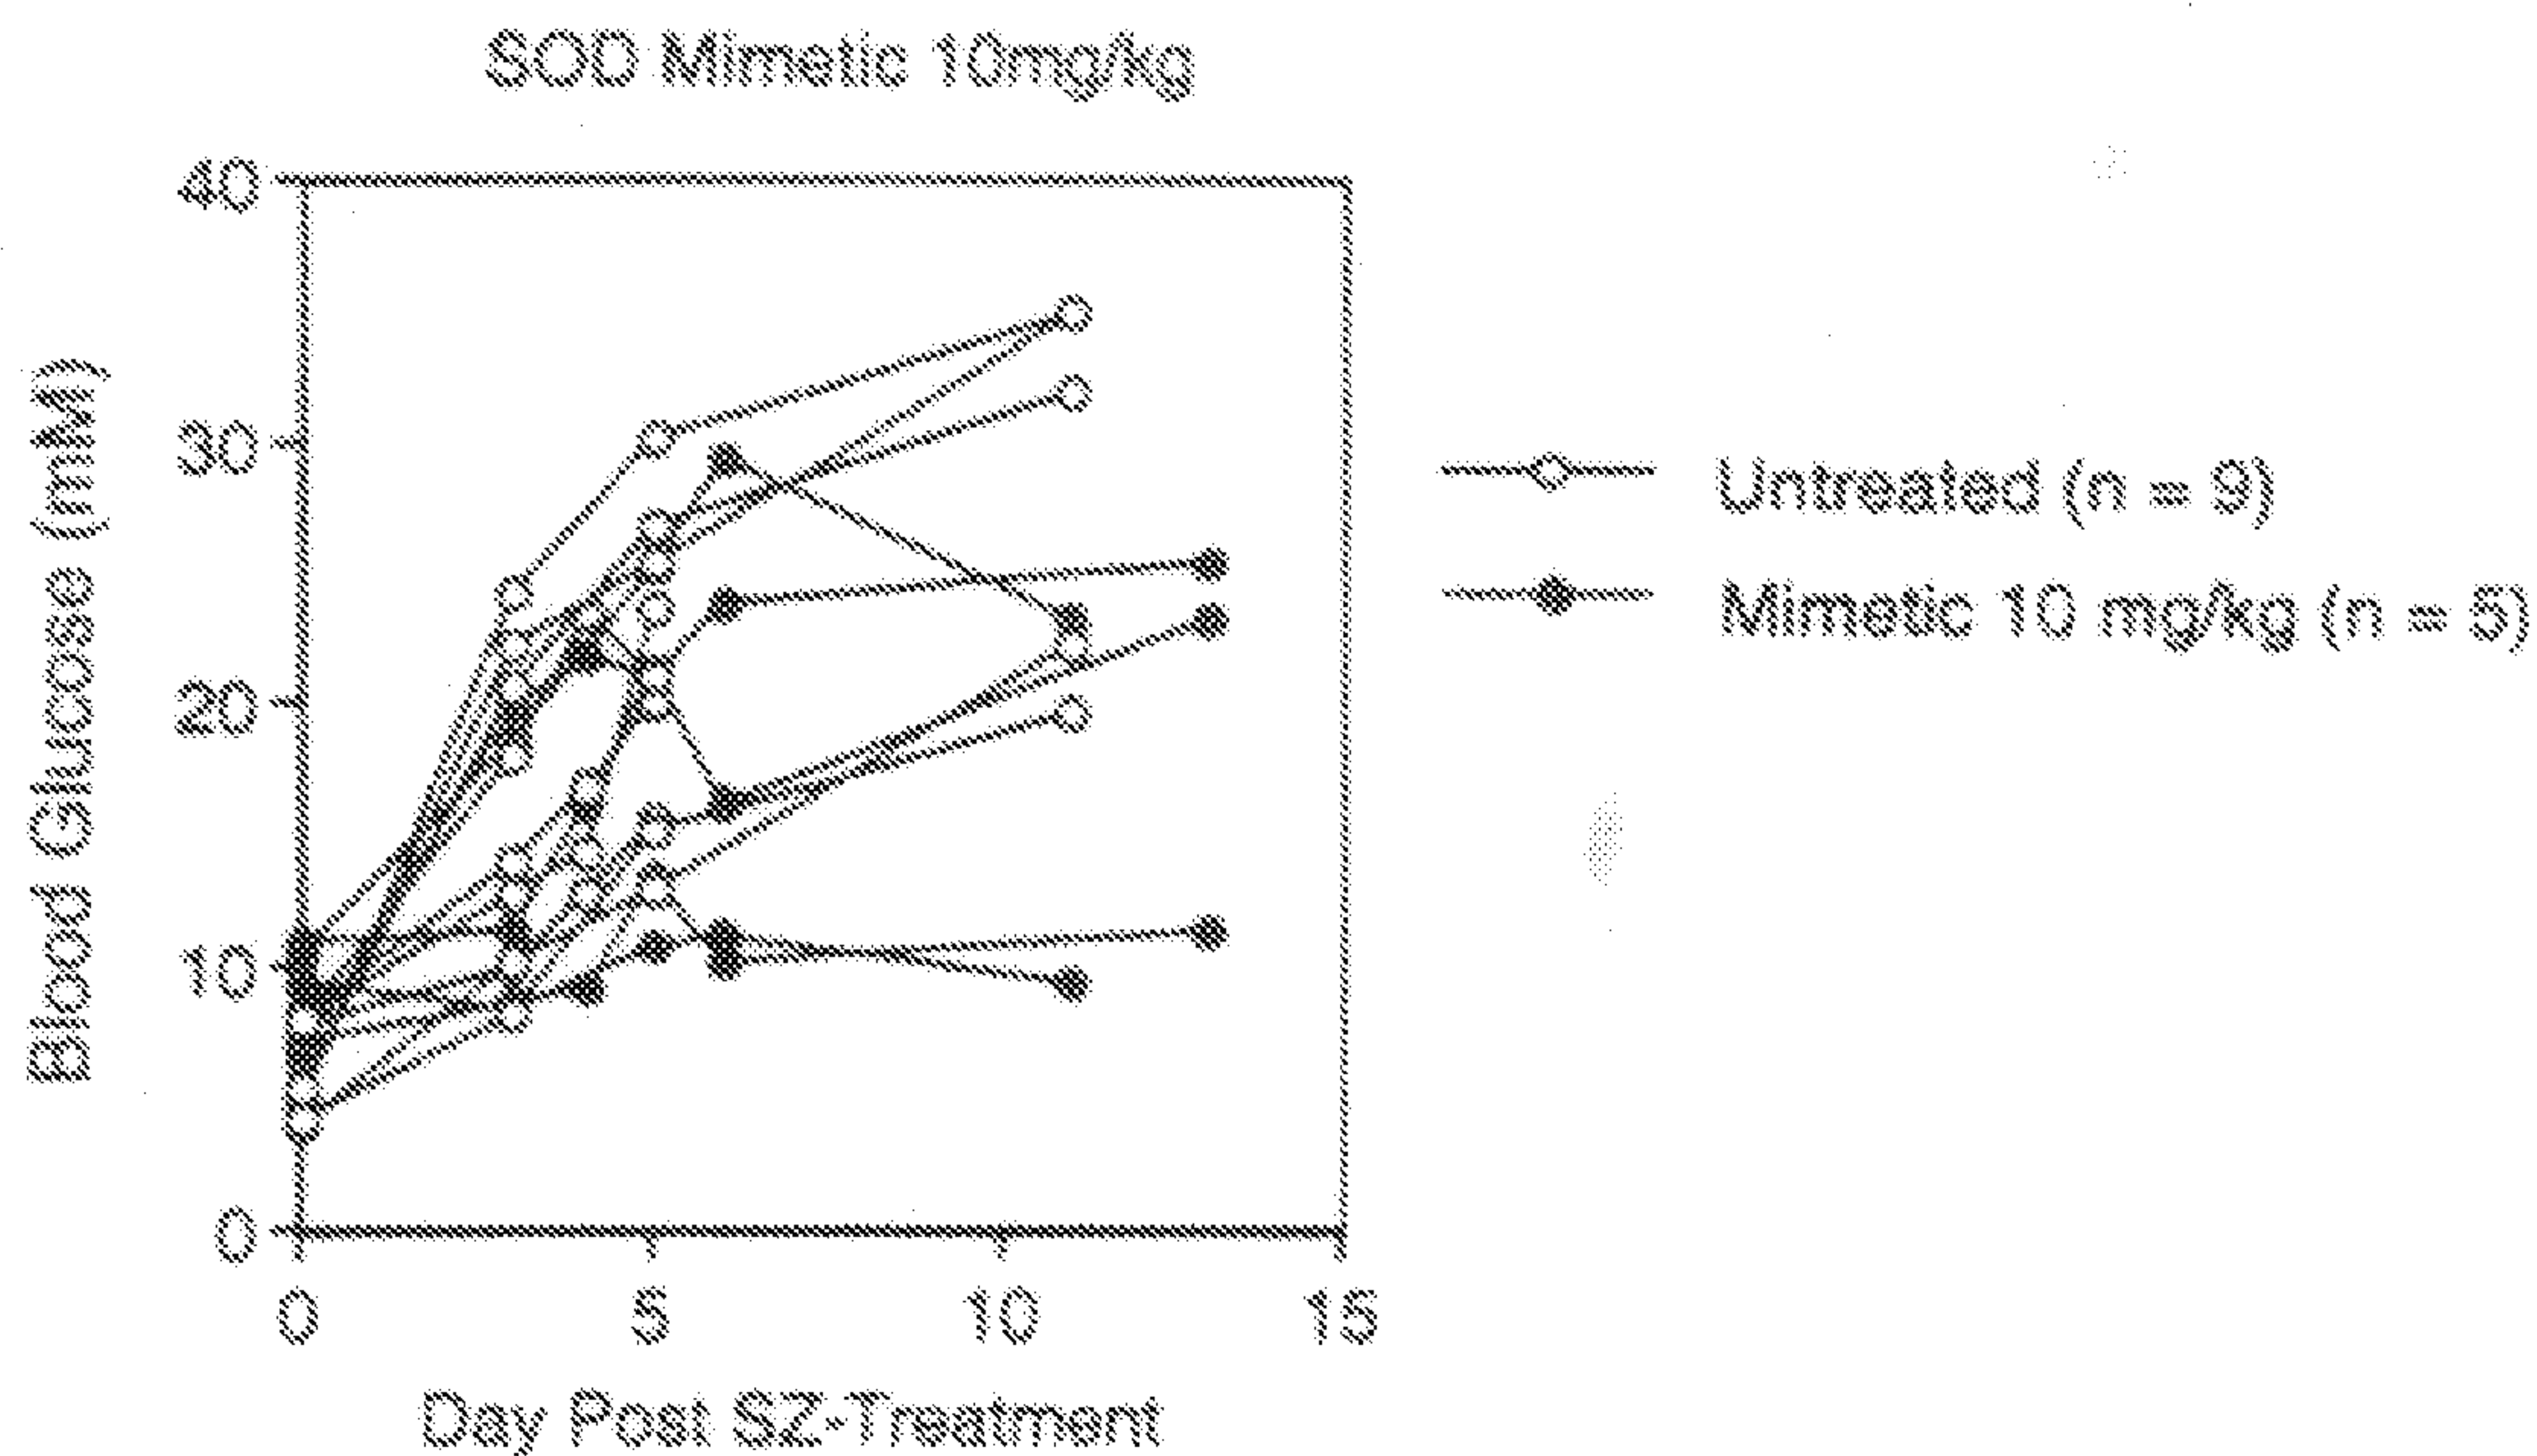 SOD Mimetic 10mg/kg
40
30
20
10
0
Blood Glucose (mM)
0 5 10 15
Day Post SZ-Treatment
Untreated (n = 9)
Mimetic 10 mg/kg (n = 5)